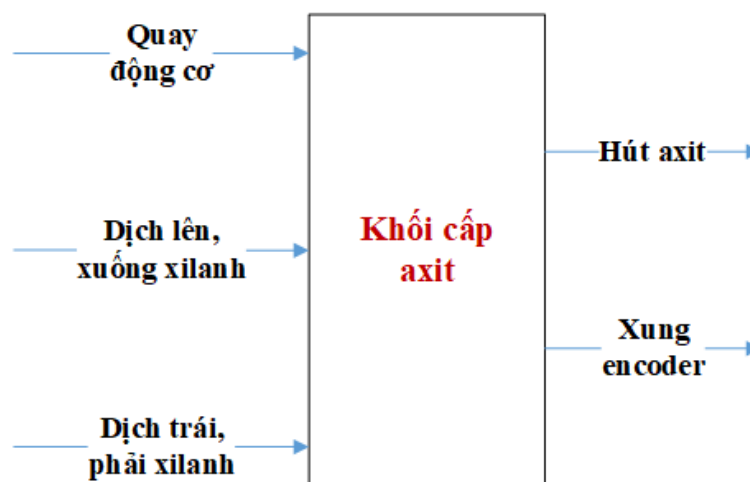 Quay
động cơ
Dịch lên,
xuống xilanh
Dịch trái,
phải xilanh
Khối cấp
axit
Hút axit
Xung
encoder